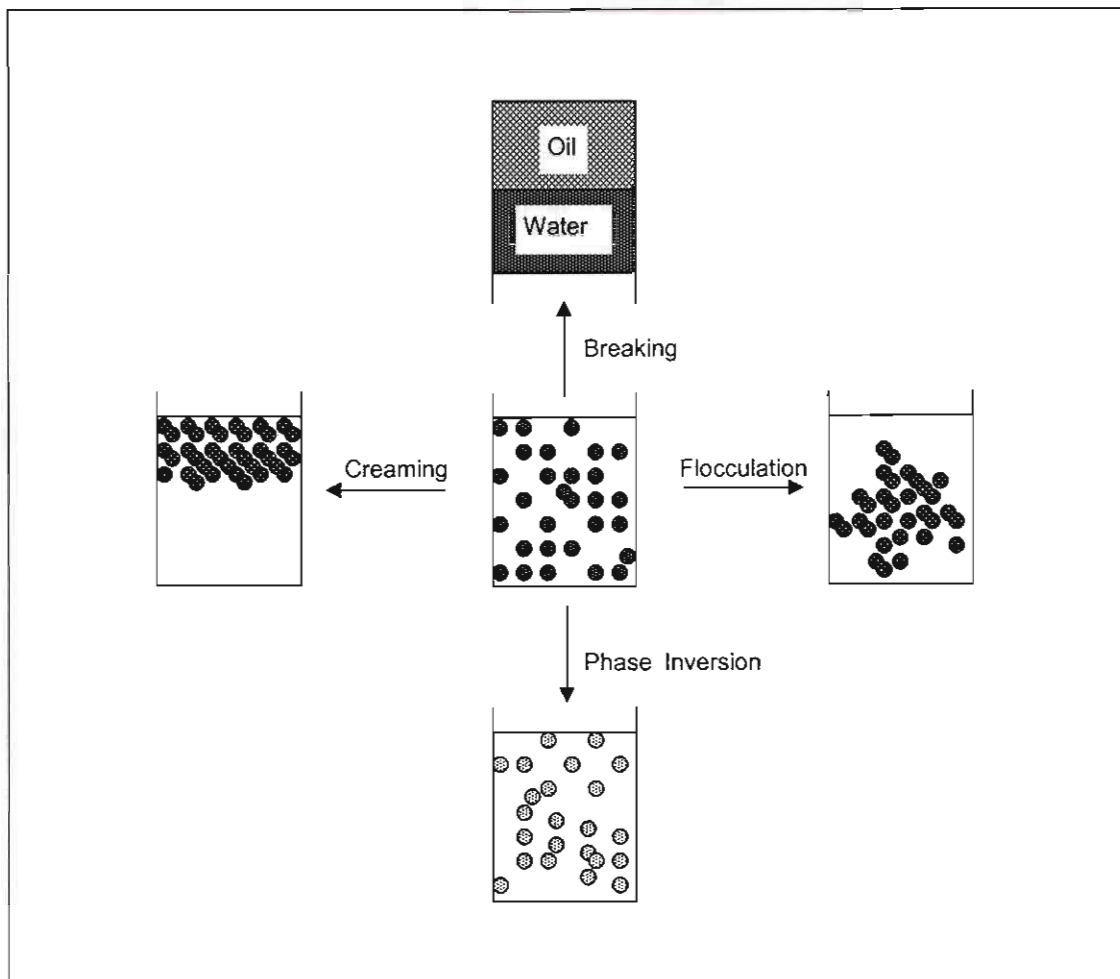 Oil
Water
Breaking
Creaming
Flocculation
Phase Inversion